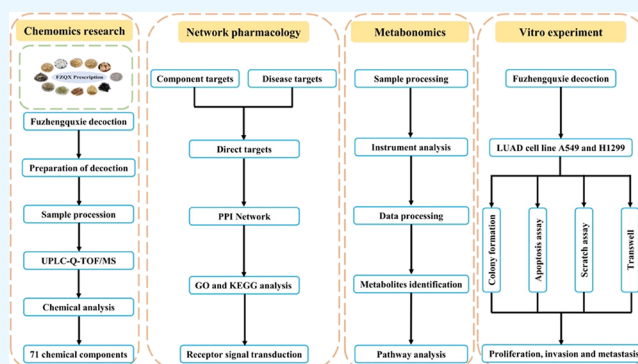 Chemomics research
FZQX Prescription
Fuzhengquxie decoction
Preparation of decoction
Sample procession
UPLC-Q-TOF/MS
Chemical analysis
71 chemical components
Network pharmacology
Component targets
Disease targets
Direct targets
PPI Network
GO and KEGG analysis
Receptor signal transduction
Metabonomics
Sample processing
Instrument analysis
Data processing
Metabolites identification
Pathway analysis
Vitro experiment
Fuzhengquxie decoction
LUAD cell line A549 and H1299
Colony formation
Apoptosis assay
Scratch assay
Transwell
Proliferation, invasion and metastasis